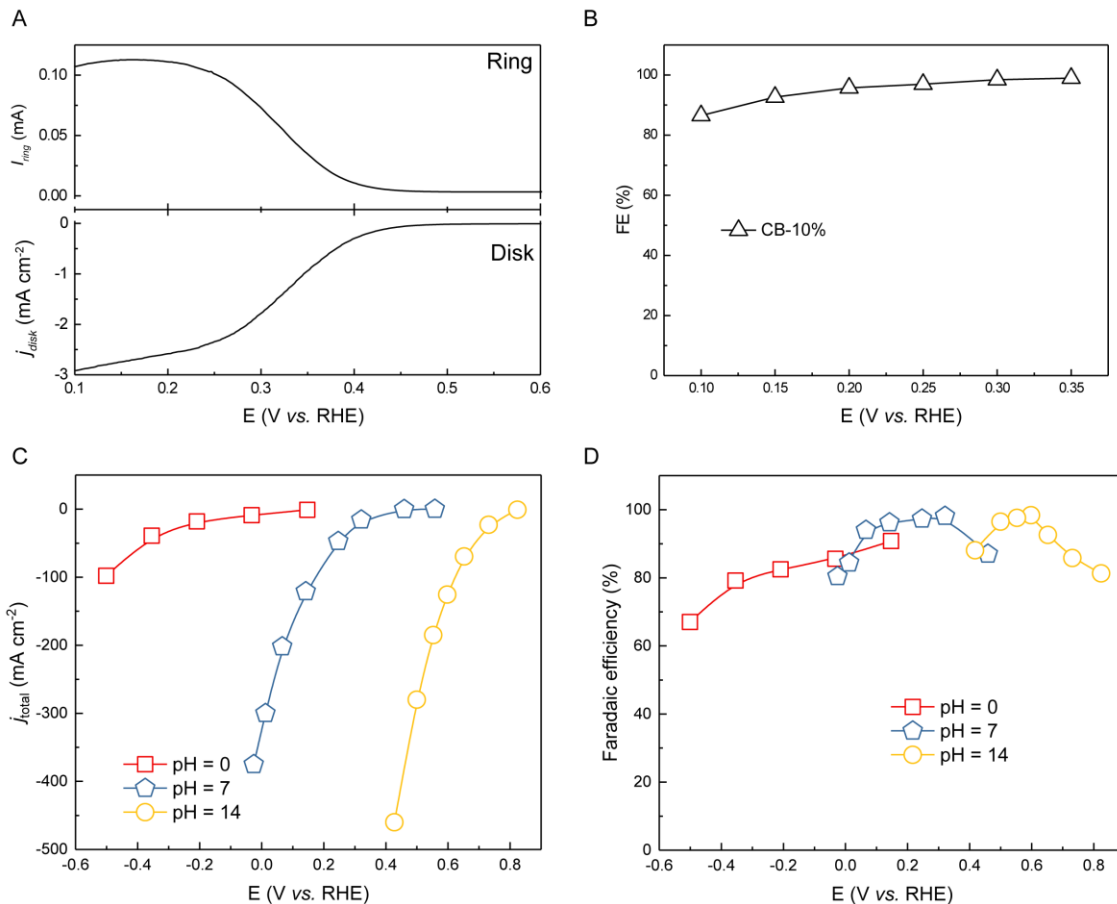 A
Ring
I_ring (mA)
0.10
0.05
0.00
Disk
j_disk (mA cm⁻²)
0
-1
-2
-3
0.1 0.2 0.3 0.4 0.5 0.6
E (V vs. RHE)
B
FE (%)
100
80
60
40
20
0
CB-10%
0.10 0.15 0.20 0.25 0.30 0.35
E (V vs. RHE)
C
j_total (mA cm⁻²)
0
-100
-200
-300
-400
-500
pH = 0
pH = 7
pH = 14
-0.6 -0.4 -0.2 0.0 0.2 0.4 0.6 0.8
E (V vs. RHE)
D
Faradaic efficiency (%)
100
80
60
40
20
0
pH = 0
pH = 7
pH = 14
-0.6 -0.4 -0.2 0.0 0.2 0.4 0.6 0.8
E (V vs. RHE)